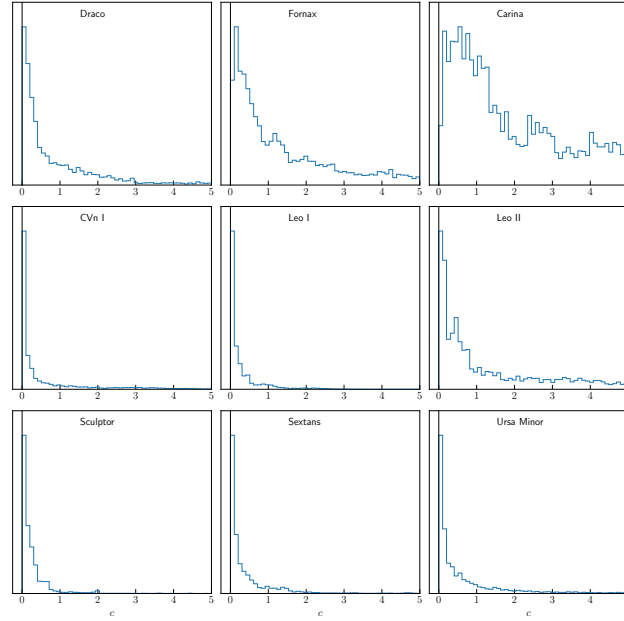 Draco Fornax Carina
0 1 2 3 4 5 0 1 2 3 4 5 0 1 2 3 4
CVn I Leo I Leo II
0 1 2 3 4 5 0 1 2 3 4 5 0 1 2 3 4
Sculptor Sextans Ursa Minor
0 1 2 3 4 5 0 1 2 3 4 5 0 1 2 3 4
c c c